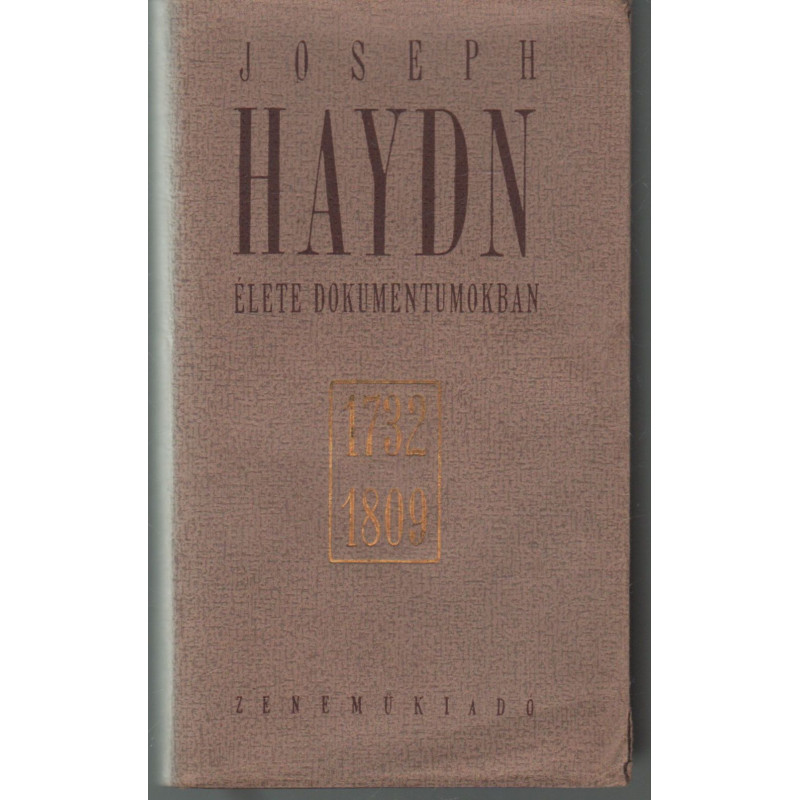 JOSEPH
HAYDN
ÉLETE DOKUMENTUMOKBAN
1732
1809
ZENEMŰKIADÓ